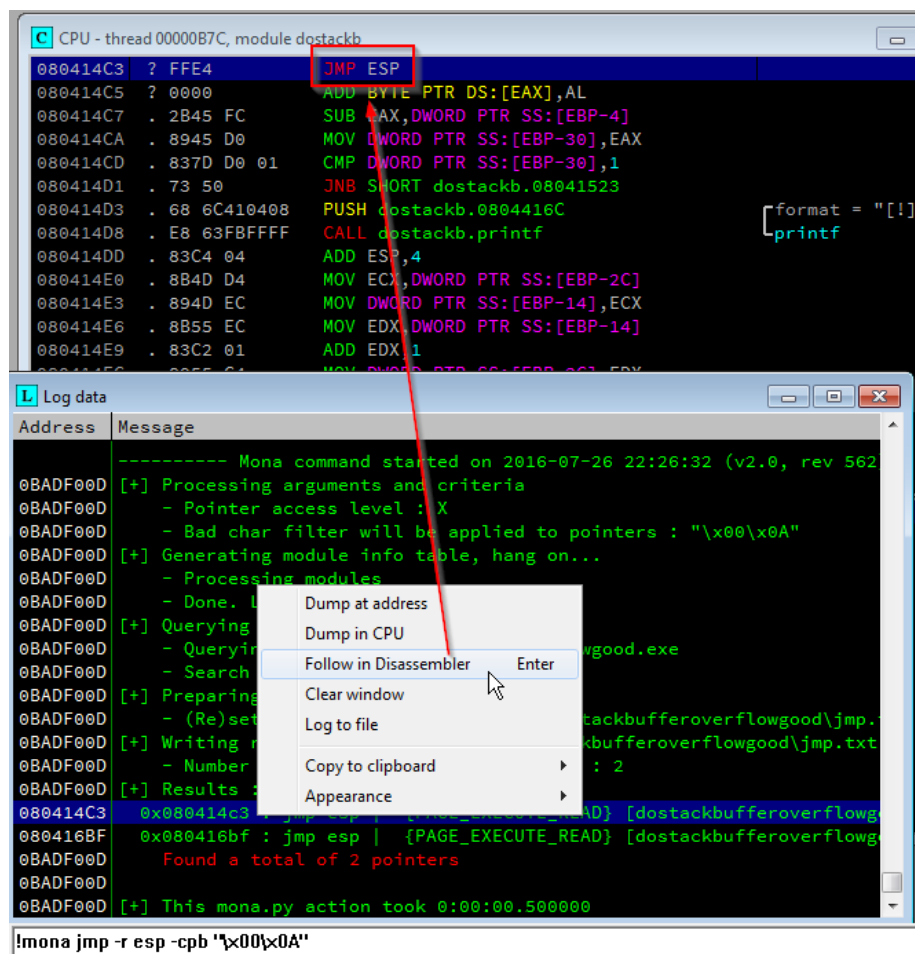 C CPU - thread 00000B7C, module dostackb
080414C3 ? FFE4 JMP ESP
080414C5 ? 0000 ADD BYTE PTR DS:[EAX],AL
080414C7 . 2B45 FC SUB EAX,DWORD PTR SS:[EBP-4]
080414CA . 8945 D0 MOV DWORD PTR SS:[EBP-30],EAX
080414CD . 837D D0 01 CMP DWORD PTR SS:[EBP-30],1
080414D1 . 73 50 JNB SHORT dostackb.08041523
080414D3 . 68 6C410408 PUSH dostackb.0804416C format = "[!]
080414D8 . E8 63FBFFFF CALL dostackb.printf printf
080414DD . 83C4 04 ADD ESP,4
080414E0 . 8B4D D4 MOV ECX,DWORD PTR SS:[EBP-2C]
080414E3 . 894D EC MOV DWORD PTR SS:[EBP-14],ECX
080414E6 . 8B55 EC MOV EDX,DWORD PTR SS:[EBP-14]
080414E9 . 83C2 01 ADD EDX,1
L Log data
Address Message
---------- Mona command started on 2016-07-26 22:26:32 (v2.0, rev 562
0BADF00D [+] Processing arguments and criteria
0BADF00D - Pointer access level : X
0BADF00D - Bad char filter will be applied to pointers : "\x00\x0A"
0BADF00D [+] Generating module info table, hang on...
0BADF00D - Processing modules
0BADF00D - Done. L
0BADF00D [+] Querying
0BADF00D - Queryin wgood.exe
0BADF00D - Search
0BADF00D [+] Preparing
0BADF00D - (Re)set tackbufferoverflowgood\jmp.
0BADF00D [+] Writing kbufferoverflowgood\jmp.txt
0BADF00D - Number : 2
0BADF00D [+] Results :
080414C3 0x080414c3 : jmp esp | {PAGE_EXECUTE_READ} [dostackbufferoverflowg
080416BF 0x080416bf : jmp esp | {PAGE_EXECUTE_READ} [dostackbufferoverflowg
0BADF00D Found a total of 2 pointers
0BADF00D
0BADF00D [+] This mona.py action took 0:00:00.500000
Dump at address
Dump in CPU
Follow in Disassembler Enter
Clear window
Log to file
Copy to clipboard
Appearance
!mona jmp -r esp -cpb "\x00\x0A"